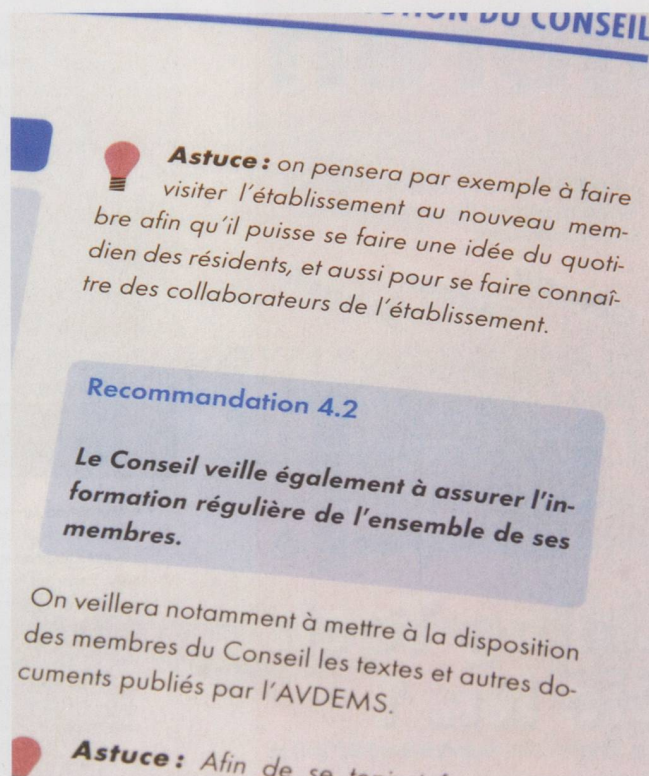 DU CONSEIL
Astuce : on pensera par exemple à faire
visiter l'établissement au nouveau mem-
bre afin qu'il puisse se faire une idée du quoti-
dien des résidents, et aussi pour se faire connaî-
tre des collaborateurs de l'établissement.
Recommandation 4.2
Le Conseil veille également à assurer l'in-
formation régulière de l'ensemble de ses
membres.
On veillera notamment à mettre à la disposition
des membres du Conseil les textes et autres do-
cuments publiés par l'AVDEMS.
Astuce : Afin de se